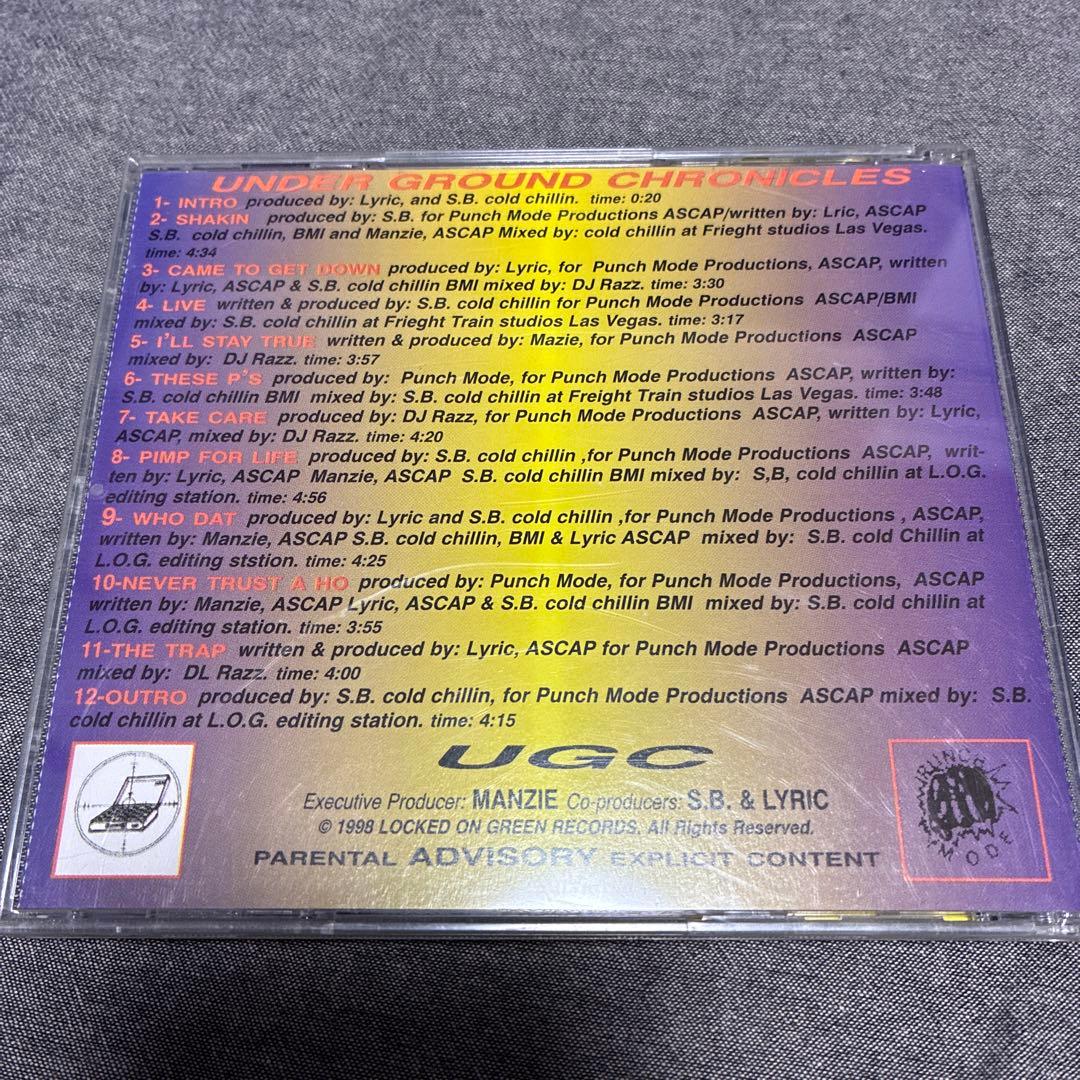 UNDER GROUND CHRONICLES
1- INTRO produced by: Lyric, and S.B. cold chillin. time: 0:20
2- SHAKIN produced by: S.B. for Punch Mode Productions ASCAP/written by: Lric, ASCAP
S.B. cold chillin, BMI and Manzie, ASCAP Mixed by: cold chillin at Frieght studios Las Vegas.
time: 4:34
3- CAME TO GET DOWN produced by: Lyric, for Punch Mode Productions, ASCAP, written
by: Lyric, ASCAP & S.B. cold chillin BMI mixed by: DJ Razz. time: 3:30
4- LIVE written & produced by: S.B. cold chillin for Punch Mode Productions ASCAP/BMI
mixed by: S.B. cold chillin at Frieght Train studios Las Vegas. time: 3:17
5- I'LL STAY TRUE written & produced by: Mazie, for Punch Mode Productions ASCAP
mixed by: DJ Razz. time: 3:57
6- THESE P'S produced by: Punch Mode, for Punch Mode Productions ASCAP, written by:
S.B. cold chillin BMI mixed by: S.B. cold chillin at Freight Train studios Las Vegas. time: 3:48
7- TAKE CARE produced by: DJ Razz, for Punch Mode Productions ASCAP, written by: Lyric,
ASCAP, mixed by: DJ Razz. time: 4:20
8- PIMP FOR LIFE produced by: S.B. cold chillin ,for Punch Mode Productions ASCAP, writ-
ten by: Lyric, ASCAP Manzie, ASCAP S.B. cold chillin BMI mixed by: S,B, cold chillin at L.O.G.
editing station. time: 4:56
9- WHO DAT produced by: Lyric and S.B. cold chillin ,for Punch Mode Productions , ASCAP,
written by: Manzie, ASCAP S.B. cold chillin, BMI & Lyric ASCAP mixed by: S.B. cold Chillin at
L.O.G. editing ststion. time: 4:25
10-NEVER TRUST A HO produced by: Punch Mode, for Punch Mode Productions, ASCAP
written by: Manzie, ASCAP Lyric, ASCAP & S.B. cold chillin BMI mixed by: S.B. cold chillin at
L.O.G. editing station. time: 3:55
11-THE TRAP written & produced by: Lyric, ASCAP for Punch Mode Productions ASCAP
mixed by: DL Razz. time: 4:00
12-OUTRO produced by: S.B. cold chillin, for Punch Mode Productions ASCAP mixed by: S.B.
cold chillin at L.O.G. editing station. time: 4:15
UGC
Executive Producer: MANZIE Co-producers: S.B. & LYRIC
© 1998 LOCKED ON GREEN RECORDS. All Rights Reserved.
PARENTAL ADVISORY EXPLICIT CONTENT
PUNCH
MODE